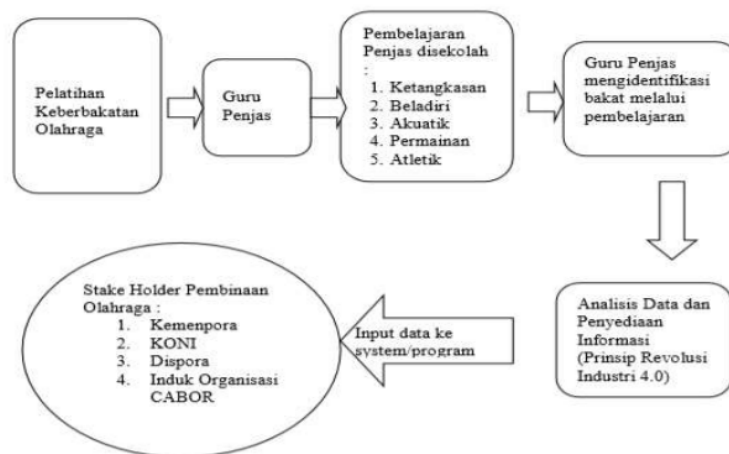 Pelatihan
Keberbakatan
Olahraga
Guru
Penjas
Pembelajaran
Penjas disekolah
:
1. Ketangkasan
2. Beladiri
3. Akuatik
4. Permainan
5. Atletik
Guru Penjas
mengidentifikasi
bakat melalui
pembelajaran
Analisis Data dan
Penyediaan
Informasi
(Prinsip Revolusi
Industri 4.0)
Input data ke
system/program
Stake Holder Pembinaan
Olahraga :
1. Kemenpora
2. KONI
3. Dispora
4. Induk Organisasi
CABOR